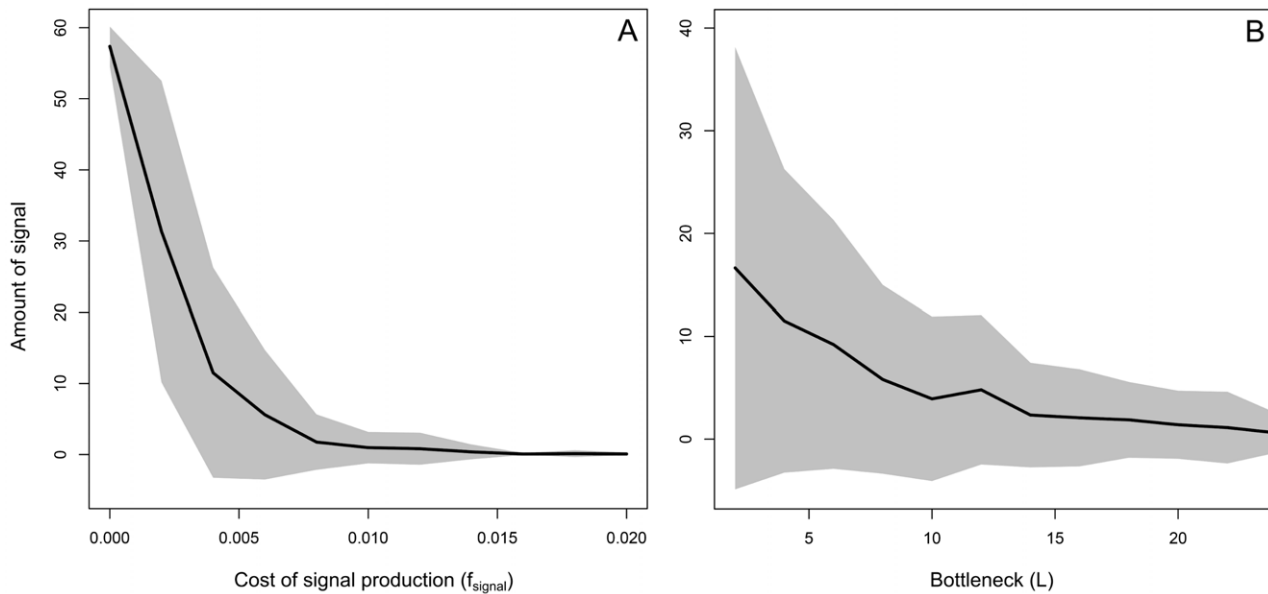 A
B
Amount of signal
60
50
40
30
20
10
0
0.000 0.005 0.010 0.015 0.020
Cost of signal production (fsignal)
40
30
20
10
0
5 10 15 20
Bottleneck (L)